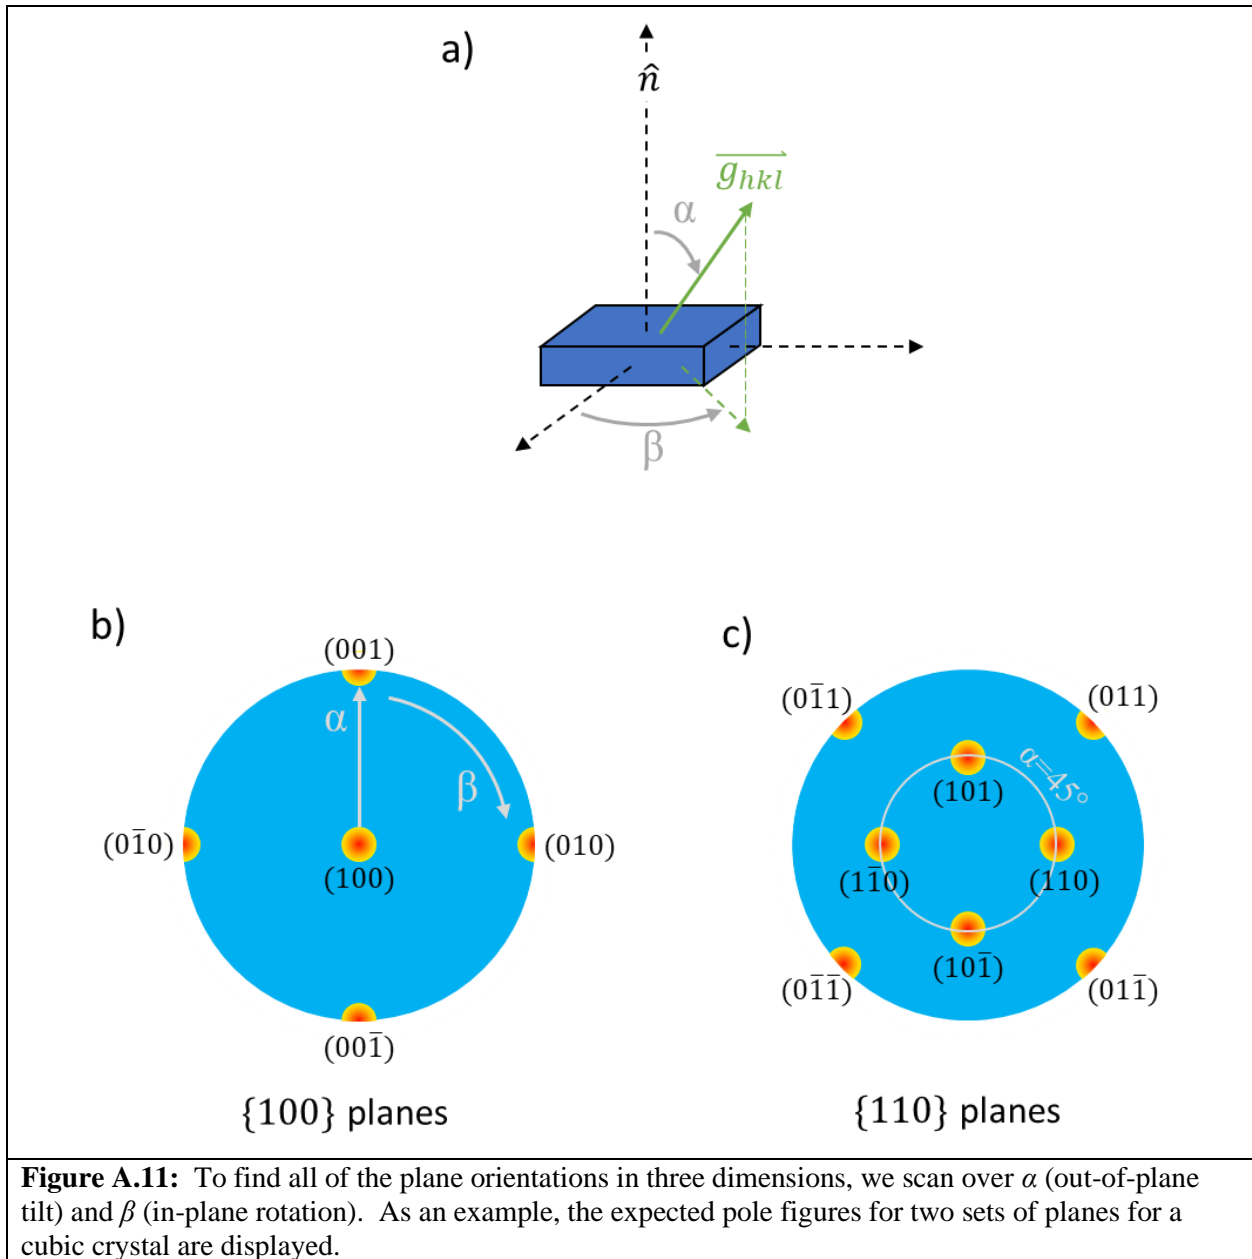 a)
n̂
g_hkl
α
β
b)
c)
(001)
α
β
(01̄0)
(010)
(100)
(001̄)
{100} planes
(01̄1)
(011)
α=45°
(101)
(11̄0)
(110)
(101̄)
(01̄1̄)
(011̄)
{110} planes
Figure A.11: To find all of the plane orientations in three dimensions, we scan over α (out-of-plane
tilt) and β (in-plane rotation). As an example, the expected pole figures for two sets of planes for a
cubic crystal are displayed.